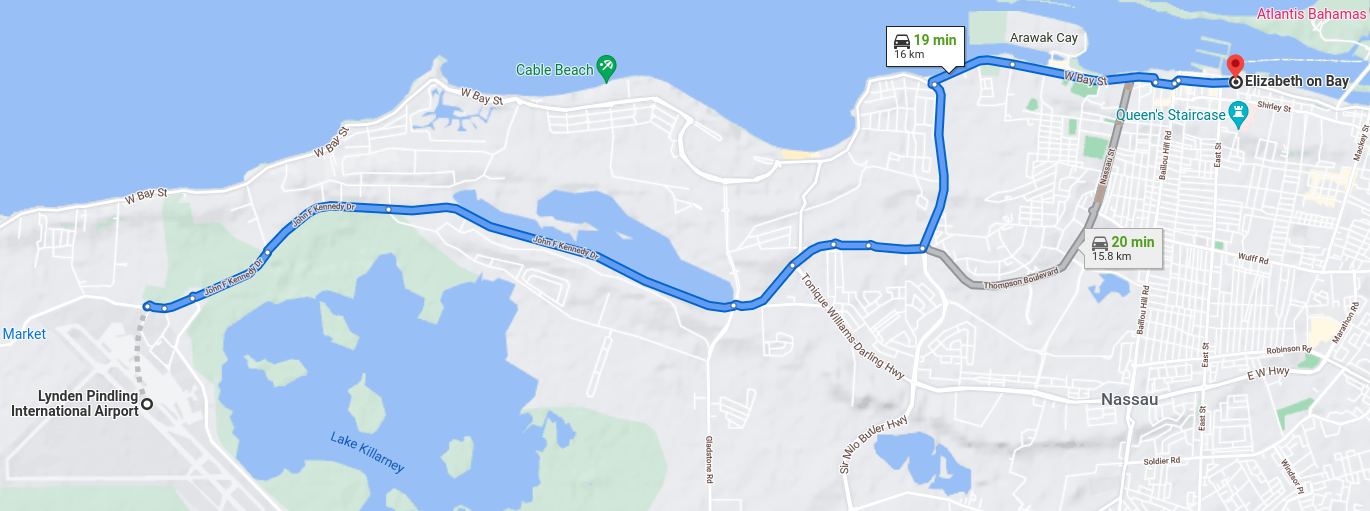 Atlantis Bahamas
19 min
16 km
Arawak Cay
Cable Beach
W Bay St
W Bay St
Elizabeth on Bay
Shirley St
Queen's Staircase
W Bay St
Mackey St
Baillou Hill Rd
East St
Nassau St
W Bay St
John F Kennedy Dr
John F Kennedy Dr
20 min
15.8 km
Wulff Rd
John F Kennedy Dr
Thompson Boulevard
Tonique Williams-Darling Hwy
Baillou Hill Rd
Marathon Rd
Market
East St
Robinson Rd
E W Hwy
Lynden Pindling
International Airport
Nassau
East St
Lake Killarney
Gladstone Rd
Sir Milo Butler Hwy
Soldier Rd
Windsor Pl